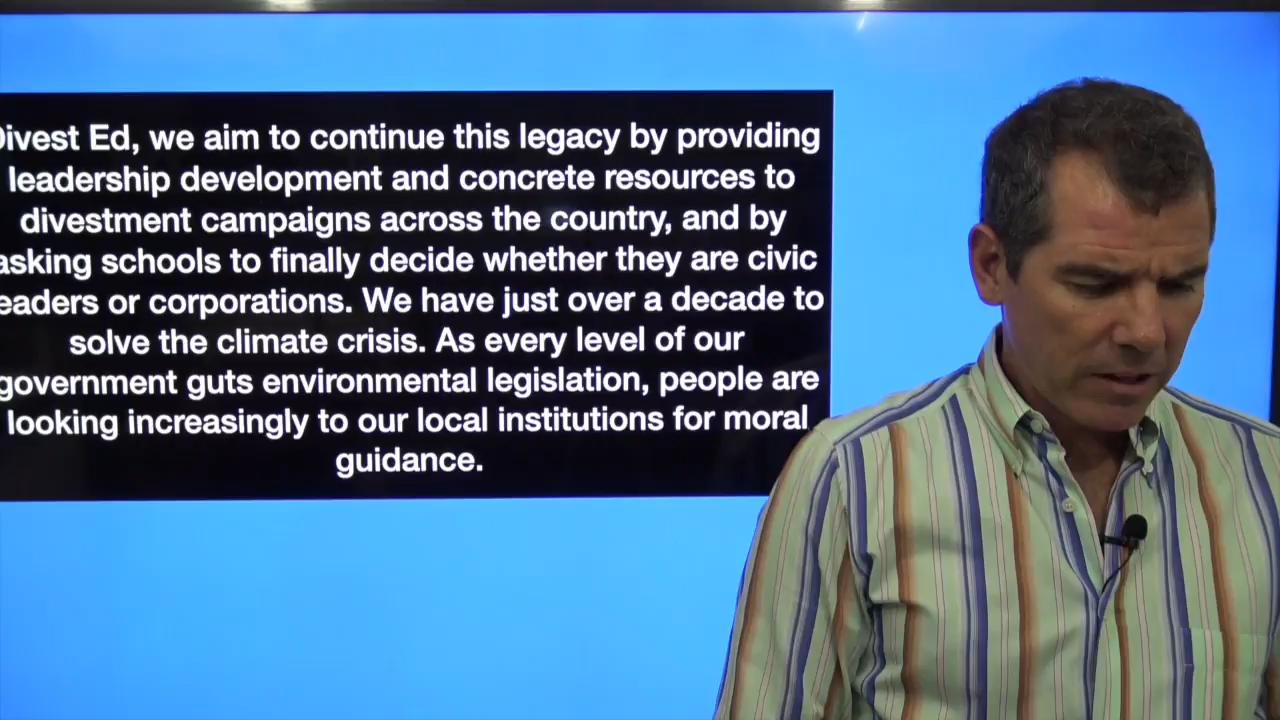 Divest Ed, we aim to continue this legacy by providing
leadership development and concrete resources to
divestment campaigns across the country, and by
asking schools to finally decide whether they are civic
leaders or corporations. We have just over a decade to
solve the climate crisis. As every level of our
government guts environmental legislation, people are
looking increasingly to our local institutions for moral
guidance.